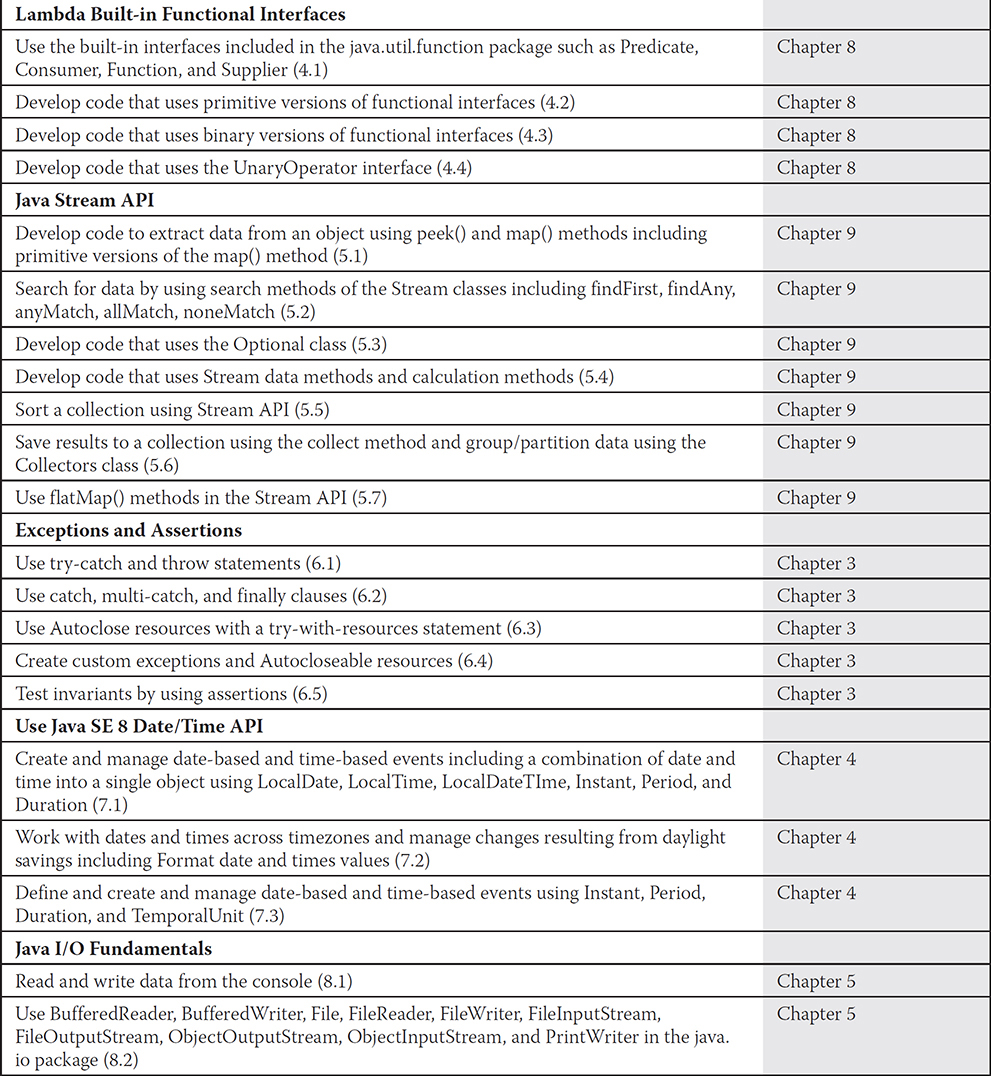 Lambda Built-in Functional Interfaces
Use the built-in interfaces included in the java.util.function package such as Predicate, Chapter 8
Consumer, Function, and Supplier (4.1)
Develop code that uses primitive versions of functional interfaces (4.2) Chapter 8
Develop code that uses binary versions of functional interfaces (4.3) Chapter 8
Develop code that uses the UnaryOperator interface (4.4) Chapter 8
Java Stream API
Develop code to extract data from an object using peek() and map() methods including Chapter 9
primitive versions of the map() method (5.1)
Search for data by using search methods of the Stream classes including findFirst, findAny, Chapter 9
anyMatch, allMatch, noneMatch (5.2)
Develop code that uses the Optional class (5.3) Chapter 9
Develop code that uses Stream data methods and calculation methods (5.4) Chapter 9
Sort a collection using Stream API (5.5) Chapter 9
Save results to a collection using the collect method and group/partition data using the Chapter 9
Collectors class (5.6)
Use flatMap() methods in the Stream API (5.7) Chapter 9
Exceptions and Assertions
Use try-catch and throw statements (6.1) Chapter 3
Use catch, multi-catch, and finally clauses (6.2) Chapter 3
Use Autoclose resources with a try-with-resources statement (6.3) Chapter 3
Create custom exceptions and Autocloseable resources (6.4) Chapter 3
Test invariants by using assertions (6.5) Chapter 3
Use Java SE 8 Date/Time API
Create and manage date-based and time-based events including a combination of date and Chapter 4
time into a single object using LocalDate, LocalTime, LocalDateTIme, Instant, Period, and
Duration (7.1)
Work with dates and times across timezones and manage changes resulting from daylight Chapter 4
savings including Format date and times values (7.2)
Define and create and manage date-based and time-based events using Instant, Period, Chapter 4
Duration, and TemporalUnit (7.3)
Java I/O Fundamentals
Read and write data from the console (8.1) Chapter 5
Use BufferedReader, BufferedWriter, File, FileReader, FileWriter, FileInputStream, Chapter 5
FileOutputStream, ObjectOutputStream, ObjectInputStream, and PrintWriter in the java.
io package (8.2)